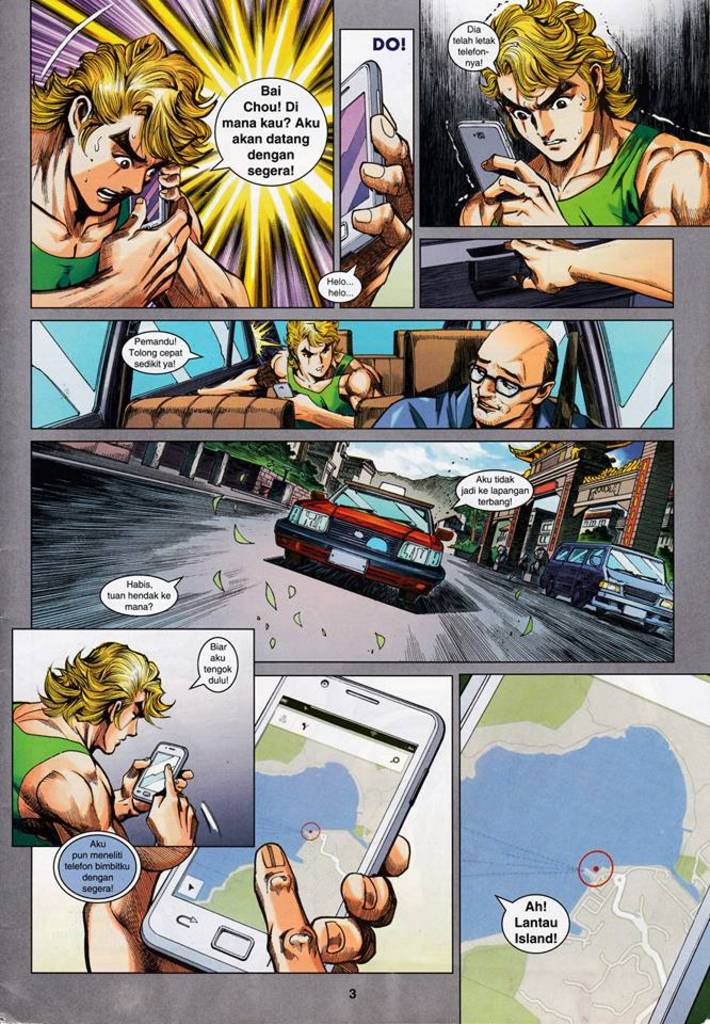 Bai
Chou! Di
mana kau? Aku
akan datang
dengan
segera!
DO!
Helo...
helo...
Dia
telah letak
telefon-
nya!
Pemandu!
Tolong cepat
sedikit ya!
Aku tidak
jadi ke lapangan
terbang!
Habis,
tuan hendak ke
mana?
Biar
aku
tengok
dulu!
Aku
pun meneliti
telefon bimbitku
dengan
segera!
Ah!
Lantau
Island!
3